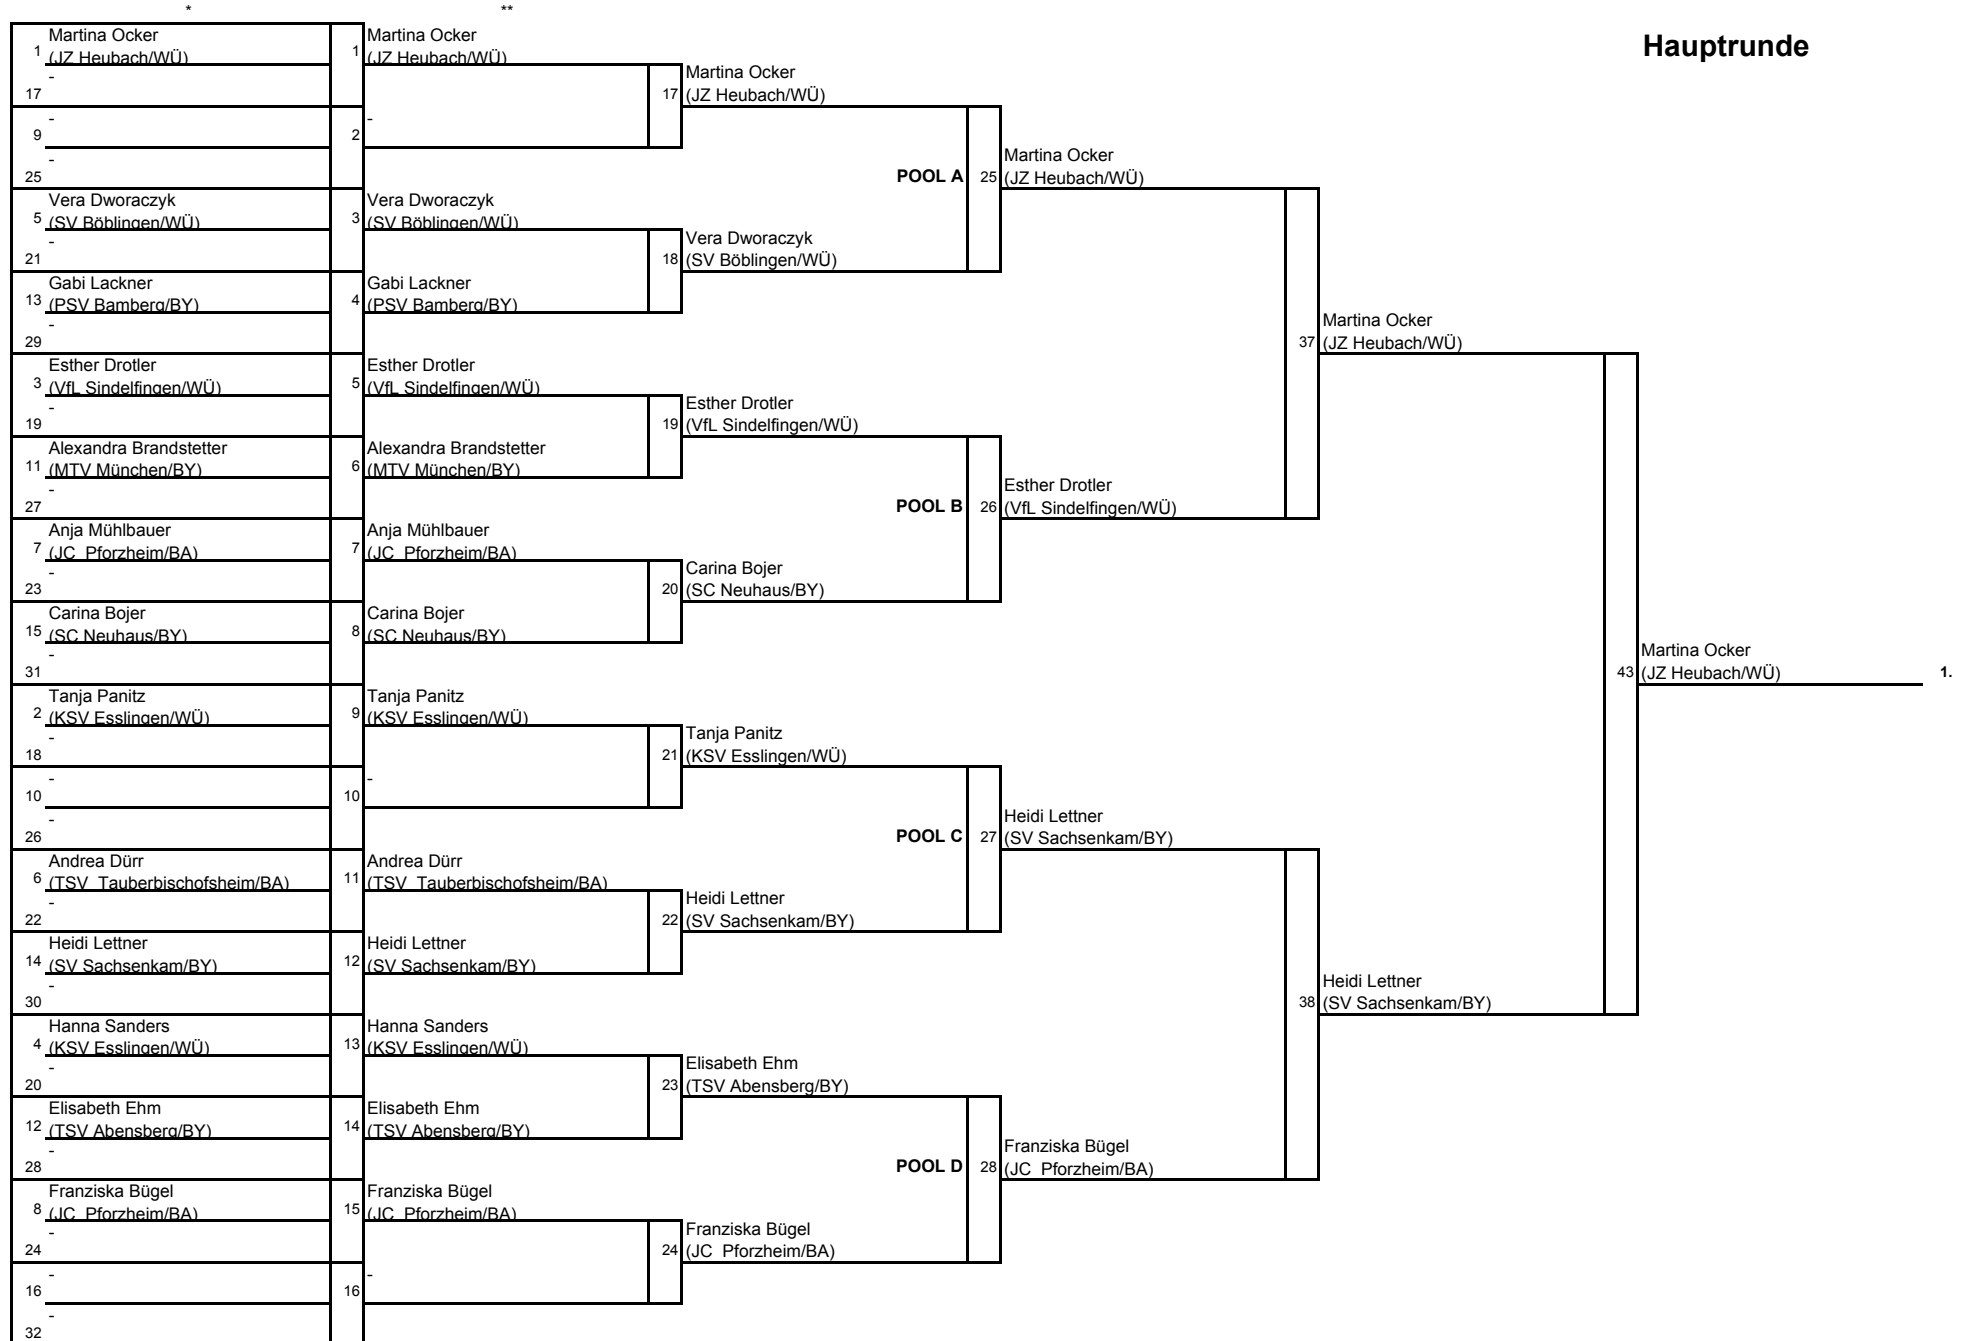 * **
Hauptrunde
1 Martina Ocker
(JZ Heubach/WÜ)
17 -
9 -
25 -
5 Vera Dworaczyk
(SV Böblingen/WÜ)
21 -
13 Gabi Lackner
(PSV Bamberg/BY)
29 -
3 Esther Drotler
(VfL Sindelfingen/WÜ)
19 -
11 Alexandra Brandstetter
(MTV München/BY)
27 -
7 Anja Mühlbauer
(JC Pforzheim/BA)
23 -
15 Carina Bojer
(SC Neuhaus/BY)
31 -
2 Tanja Panitz
(KSV Esslingen/WÜ)
18 -
10 -
26 -
6 Andrea Dürr
(TSV Tauberbischofsheim/BA)
22 -
14 Heidi Lettner
(SV Sachsenkam/BY)
30 -
4 Hanna Sanders
(KSV Esslingen/WÜ)
20 -
12 Elisabeth Ehm
(TSV Abensberg/BY)
28 -
8 Franziska Bügel
(JC Pforzheim/BA)
24 -
16 -
32 -
1 Martina Ocker
(JZ Heubach/WÜ)
2 -
3 Vera Dworaczyk
(SV Böblingen/WÜ)
4 Gabi Lackner
(PSV Bamberg/BY)
5 Esther Drotler
(VfL Sindelfingen/WÜ)
6 Alexandra Brandstetter
(MTV München/BY)
7 Anja Mühlbauer
(JC Pforzheim/BA)
8 Carina Bojer
(SC Neuhaus/BY)
9 Tanja Panitz
(KSV Esslingen/WÜ)
10 -
11 Andrea Dürr
(TSV Tauberbischofsheim/BA)
12 Heidi Lettner
(SV Sachsenkam/BY)
13 Hanna Sanders
(KSV Esslingen/WÜ)
14 Elisabeth Ehm
(TSV Abensberg/BY)
15 Franziska Bügel
(JC Pforzheim/BA)
16 -
17 Martina Ocker
(JZ Heubach/WÜ)
18 Vera Dworaczyk
(SV Böblingen/WÜ)
19 Esther Drotler
(VfL Sindelfingen/WÜ)
20 Carina Bojer
(SC Neuhaus/BY)
21 Tanja Panitz
(KSV Esslingen/WÜ)
22 Heidi Lettner
(SV Sachsenkam/BY)
23 Elisabeth Ehm
(TSV Abensberg/BY)
24 Franziska Bügel
(JC Pforzheim/BA)
POOL A 25 Martina Ocker
(JZ Heubach/WÜ)
POOL B 26 Esther Drotler
(VfL Sindelfingen/WÜ)
POOL C 27 Heidi Lettner
(SV Sachsenkam/BY)
POOL D 28 Franziska Bügel
(JC Pforzheim/BA)
37 Martina Ocker
(JZ Heubach/WÜ)
38 Heidi Lettner
(SV Sachsenkam/BY)
43 Martina Ocker
(JZ Heubach/WÜ) 1.